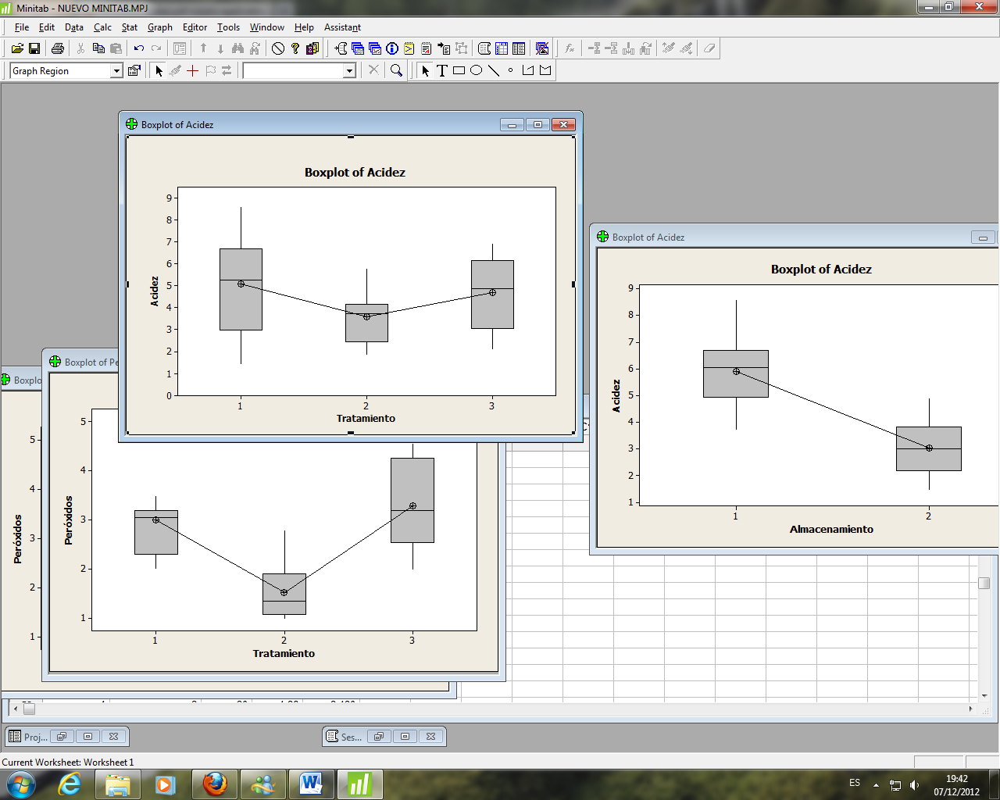 Minitab - NUEVO MINITAB.MPJ
File Edit Data Calc Stat Graph Editor Tools Window Help Assistant
Graph Region
Boxplot of Acidez
Boxplot of Acidez
Acidez
9
8
7
6
5
4
3
2
1
0
1 2 3
Tratamiento
Boxplot of Acidez
Boxplot of Acidez
Acidez
9
8
7
6
5
4
3
2
1
1 2
Almacenamiento
Boxplot of Pe
Peróxidos
5
4
3
2
1
1 2 3
Tratamiento
Boxplo
Peróxidos
5
4
3
2
1
Proj...
Ses...
Current Worksheet: Worksheet 1
ES
19:42
07/12/2012